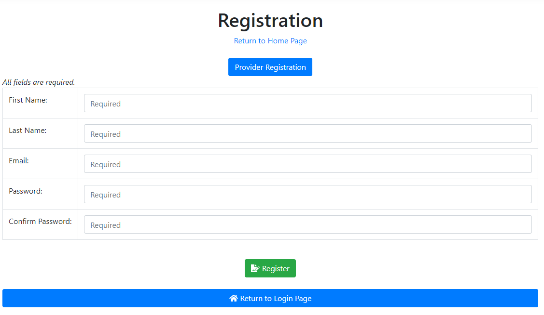 Registration
Return to Home Page
Provider Registration
All fields are required.
First Name: Required
Last Name: Required
Email: Required
Password: Required
Confirm Password: Required
Register
Return to Login Page